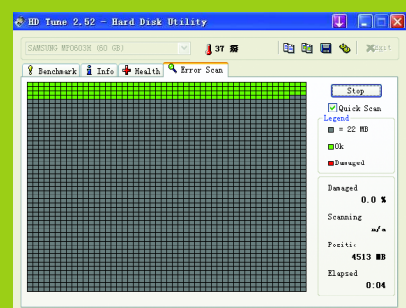 HD Tune 2.52 - Hard Disk Utility
SAMSUNG MP0603H (60 GB)
37
Exit
Benchmark
Info
Health
Error Scan
Stop
Quick Scan
Legend
= 22 MB
Ok
Damaged
Damaged
0.0 %
Scanning
n/a
4513 MB
Elapsed
0:04